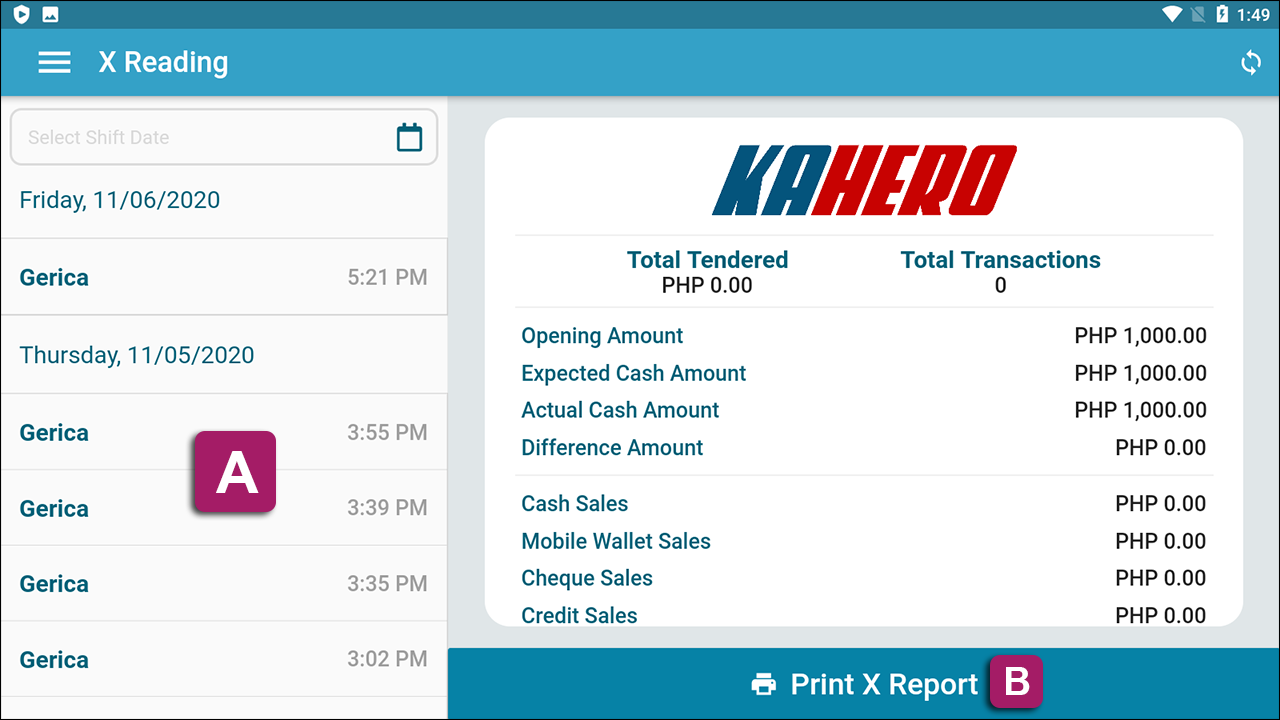 1:49
X Reading
Select Shift Date
Friday, 11/06/2020
Gerica 5:21 PM
Thursday, 11/05/2020
Gerica 3:55 PM
A
Gerica 3:39 PM
Gerica 3:35 PM
Gerica 3:02 PM
KAHERO
Total Tendered Total Transactions
PHP 0.00 0
Opening Amount PHP 1,000.00
Expected Cash Amount PHP 1,000.00
Actual Cash Amount PHP 1,000.00
Difference Amount PHP 0.00
Cash Sales PHP 0.00
Mobile Wallet Sales PHP 0.00
Cheque Sales PHP 0.00
Credit Sales PHP 0.00
Print X Report B